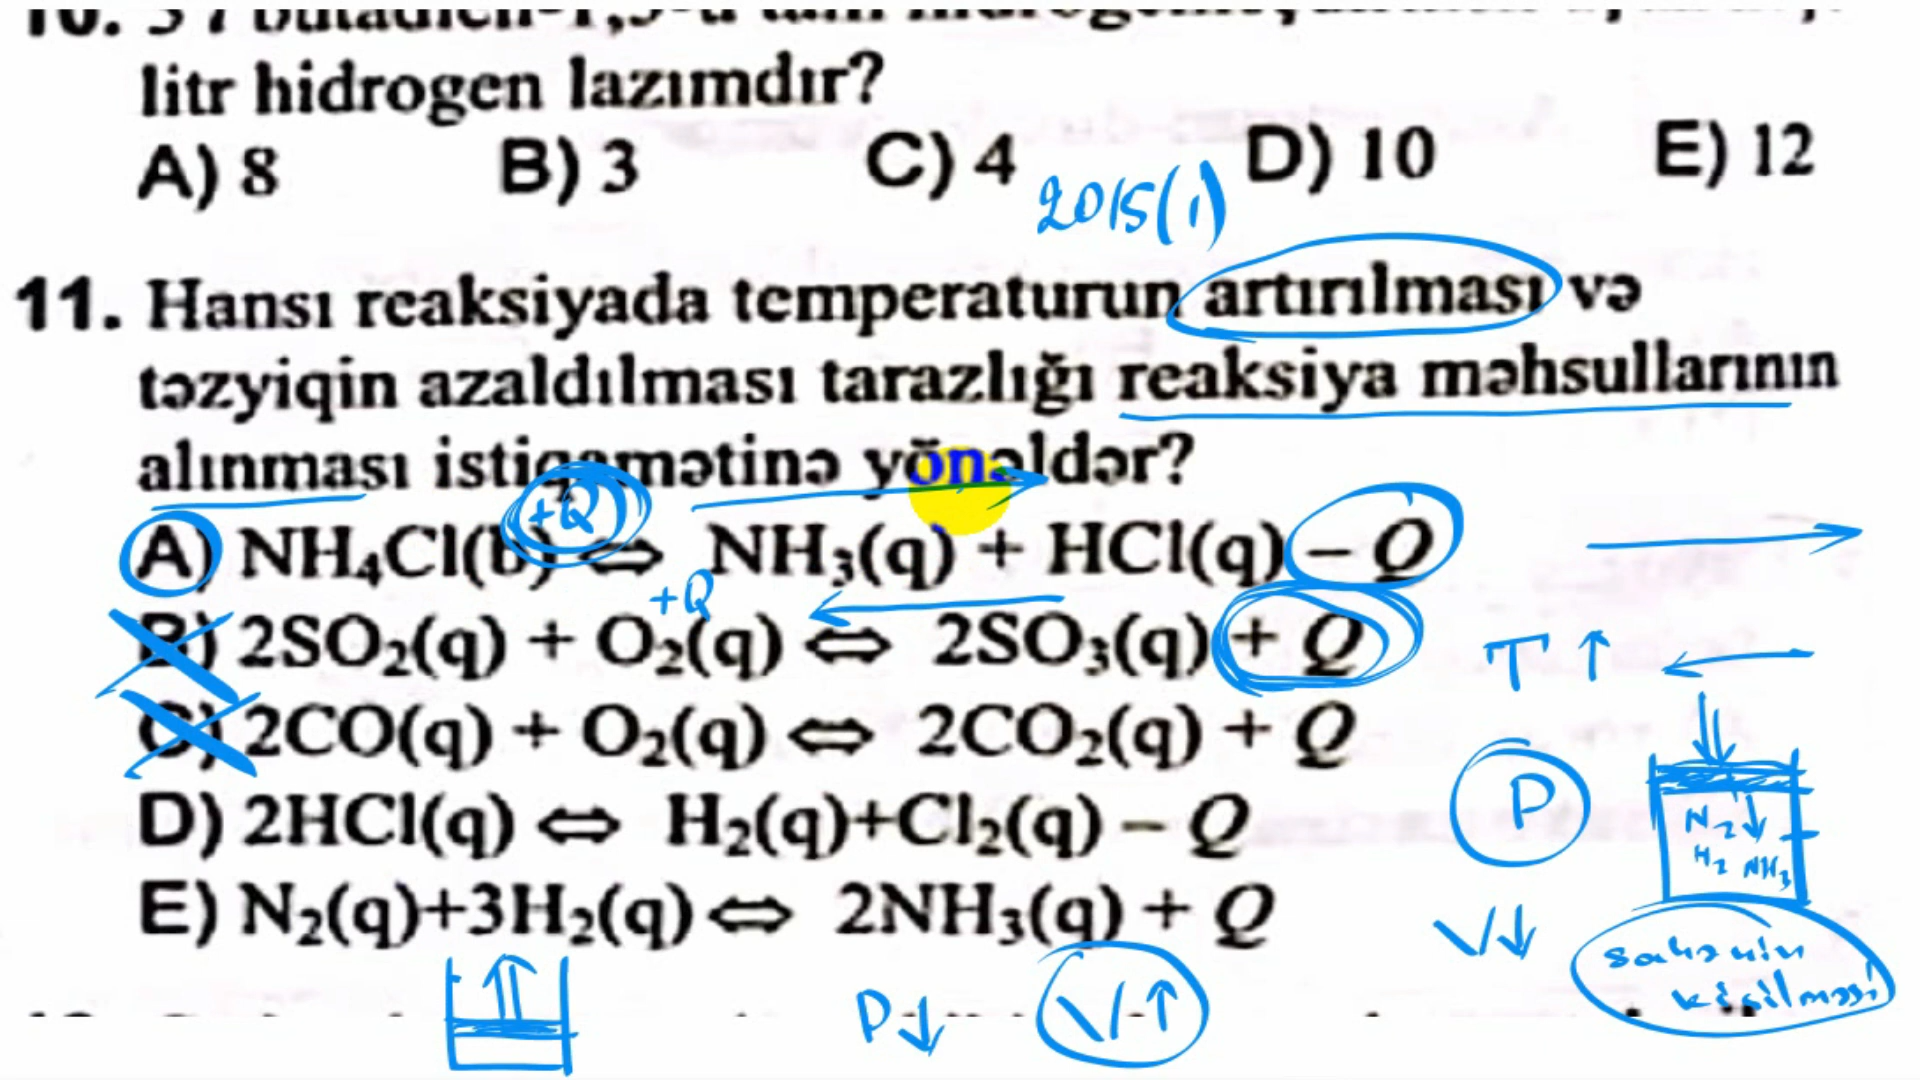 litr hidrogen lazımdır?
A) 8 B) 3 C) 4 D) 10 E) 12
2015(1)
11. Hansı reaksiyada temperaturun artırılması və
təzyiqin azaldılması tarazlığı reaksiya məhsullarının
alınması istiqamətinə yönəldər?
+Q
A) NH₄Cl(b) ⇔ NH₃(q) + HCl(q) – Q
+Q
B) 2SO₂(q) + O₂(q) ⇔ 2SO₃(q) + Q
T ↑ ←
C) 2CO(q) + O₂(q) ⇔ 2CO₂(q) + Q
P
D) 2HCl(q) ⇔ H₂(q)+Cl₂(q) – Q
N₂ ↓
H₂ NH₃
E) N₂(q)+3H₂(q) ⇔ 2NH₃(q) + Q
V↓
sahənin
kiçilməsi
P↓ V↑